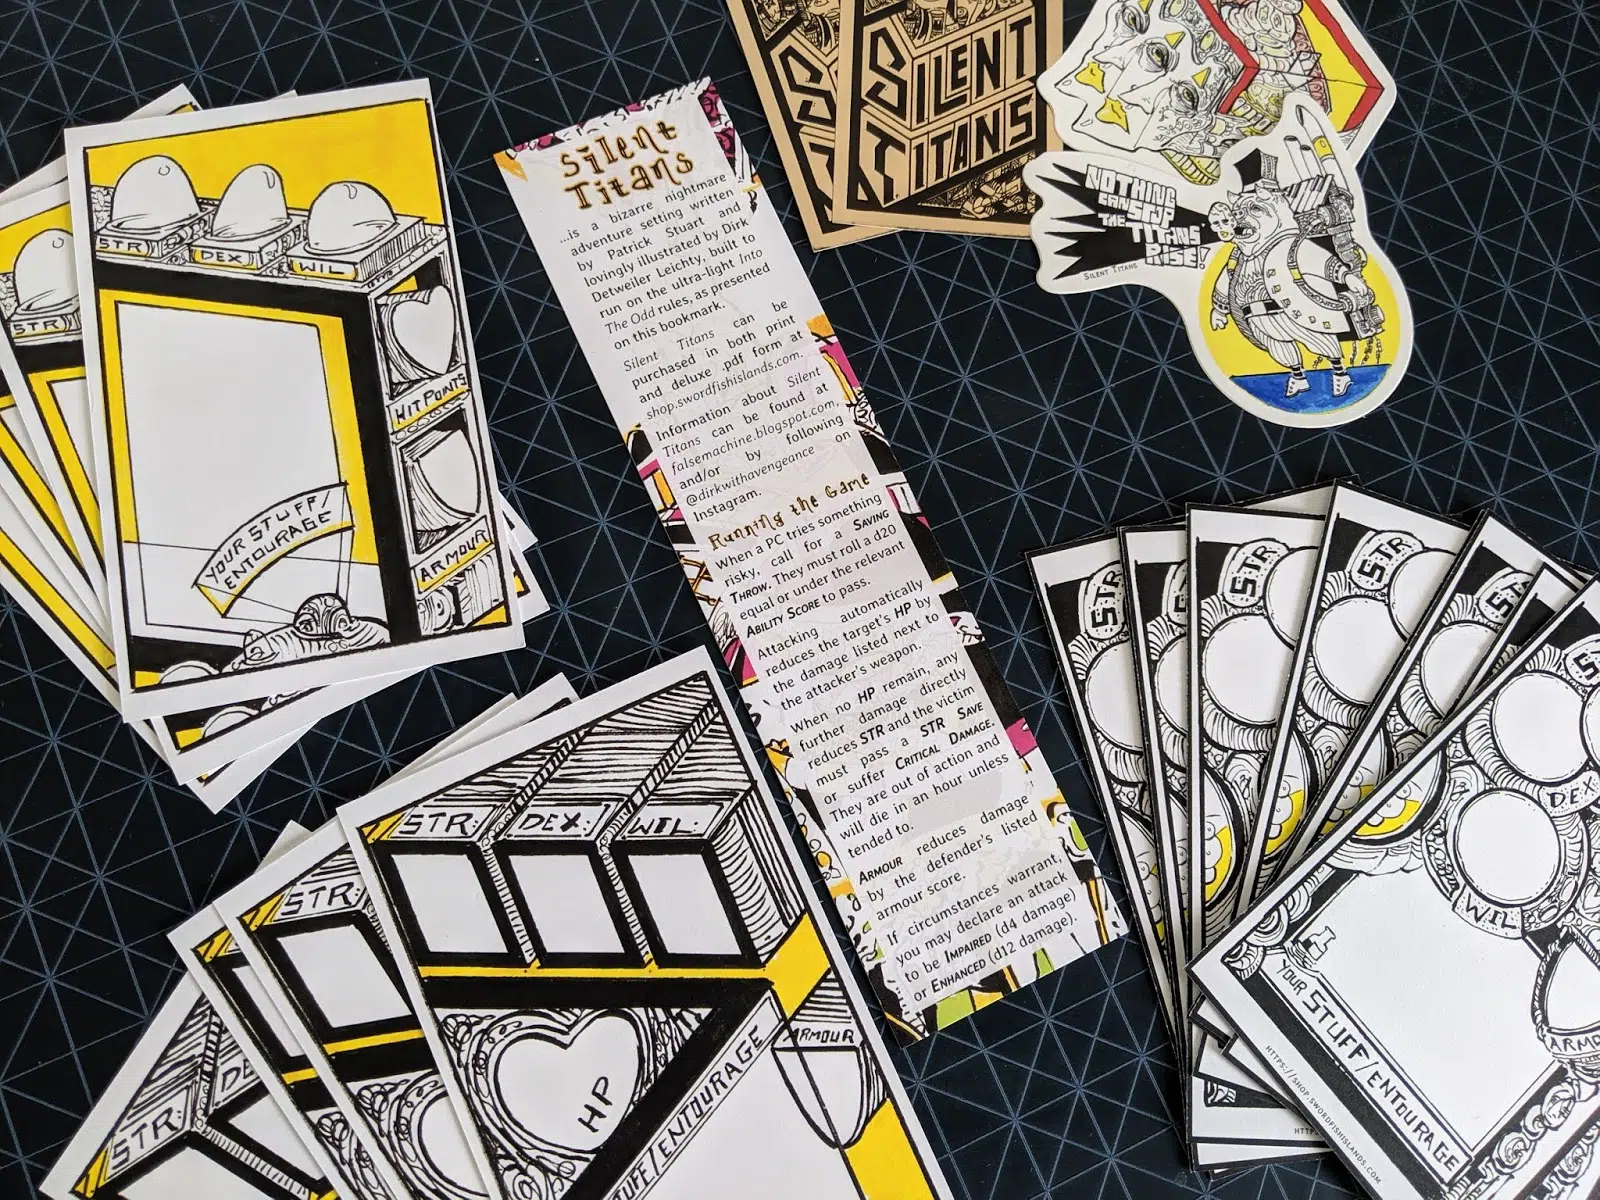 STR
DEX
WIL
HIT POINTS
ARMOUR
YOUR STUFF/
ENTOURAGE
STR
Silent
Titans
...is a bizarre nightmare
adventure setting written
by Patrick Stuart and
lovingly illustrated by Dirk
Detweiler Leichty, built to
run on the ultra-light Into
The Odd rules, as presented
on this bookmark.
Silent Titans can be
purchased in both print
and deluxe .pdf form at
shop.swordfishislands.com.
Information about Silent
Titans can be found at
falsemachine.blogspot.com,
and/or by following
@dirkwithavengeance on
Instagram.
Running the Game
When a PC tries something
risky, call for a SAVING
THROW. They must roll a d20
equal or under the relevant
ABILITY SCORE to pass.
Attacking automatically
reduces the target's HP by
the damage listed next to
the attacker's weapon.
When no HP remain, any
further damage directly
reduces STR and the victim
must pass a STR SAVE
or suffer CRITICAL DAMAGE.
They are out of action and
will die in an hour unless
tended to.
ARMOUR reduces damage
by the defender's listed
armour score.
If circumstances warrant,
you may declare an attack
to be IMPAIRED (d4 damage)
or ENHANCED (d12 damage).
SILENT
TITANS
NOTHING
CAN STOP
THE
TITANS'
RISE!
SILENT TITANS
STR:
DEX:
WIL:
HP
ARMOUR
STUFF/ENTOURAGE
STR:
STR:
DE
STR
STR
STR
STR
STR
ST
DEX
WIL
ARMO
YOUR STUFF/ENTOURAGE
HTTPS://SHOP.SWORDFISHISLANDS.COM
HTTP